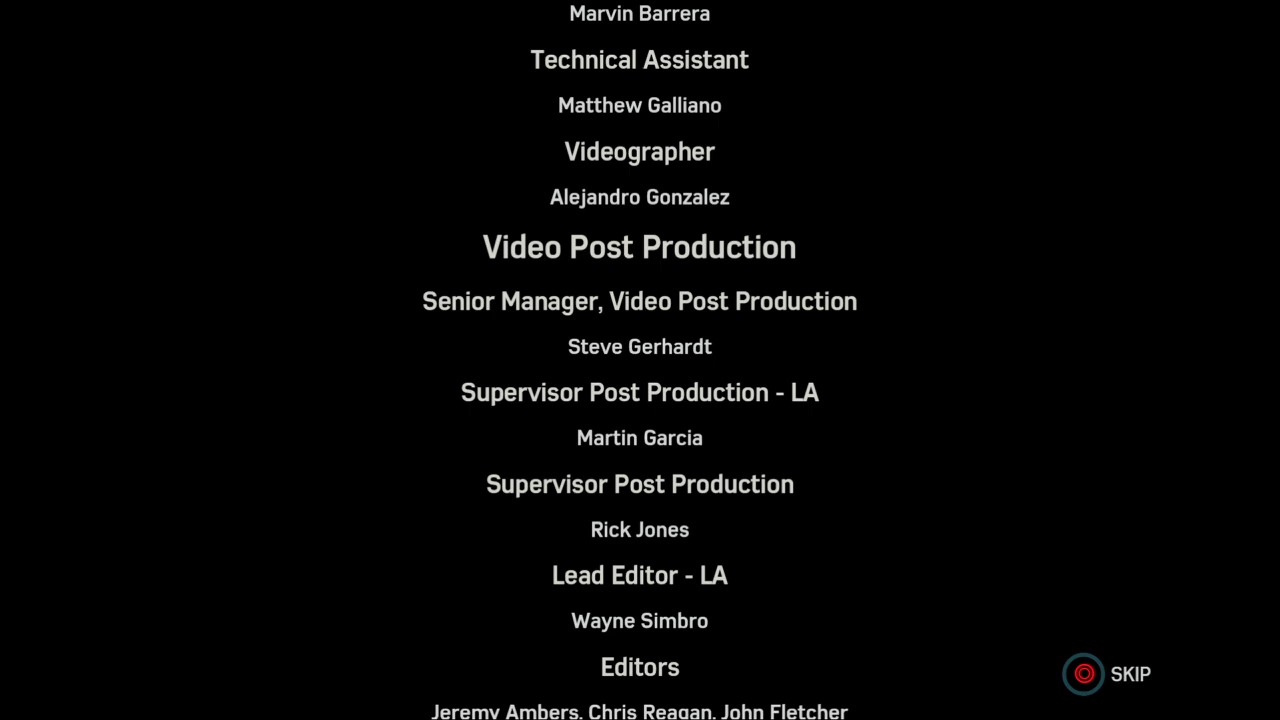 Marvin Barrera
Technical Assistant
Matthew Galliano
Videographer
Alejandro Gonzalez
Video Post Production
Senior Manager, Video Post Production
Steve Gerhardt
Supervisor Post Production - LA
Martin Garcia
Supervisor Post Production
Rick Jones
Lead Editor - LA
Wayne Simbro
Editors
SKIP
Jeremy Ambers, Chris Reagan, John Fletcher